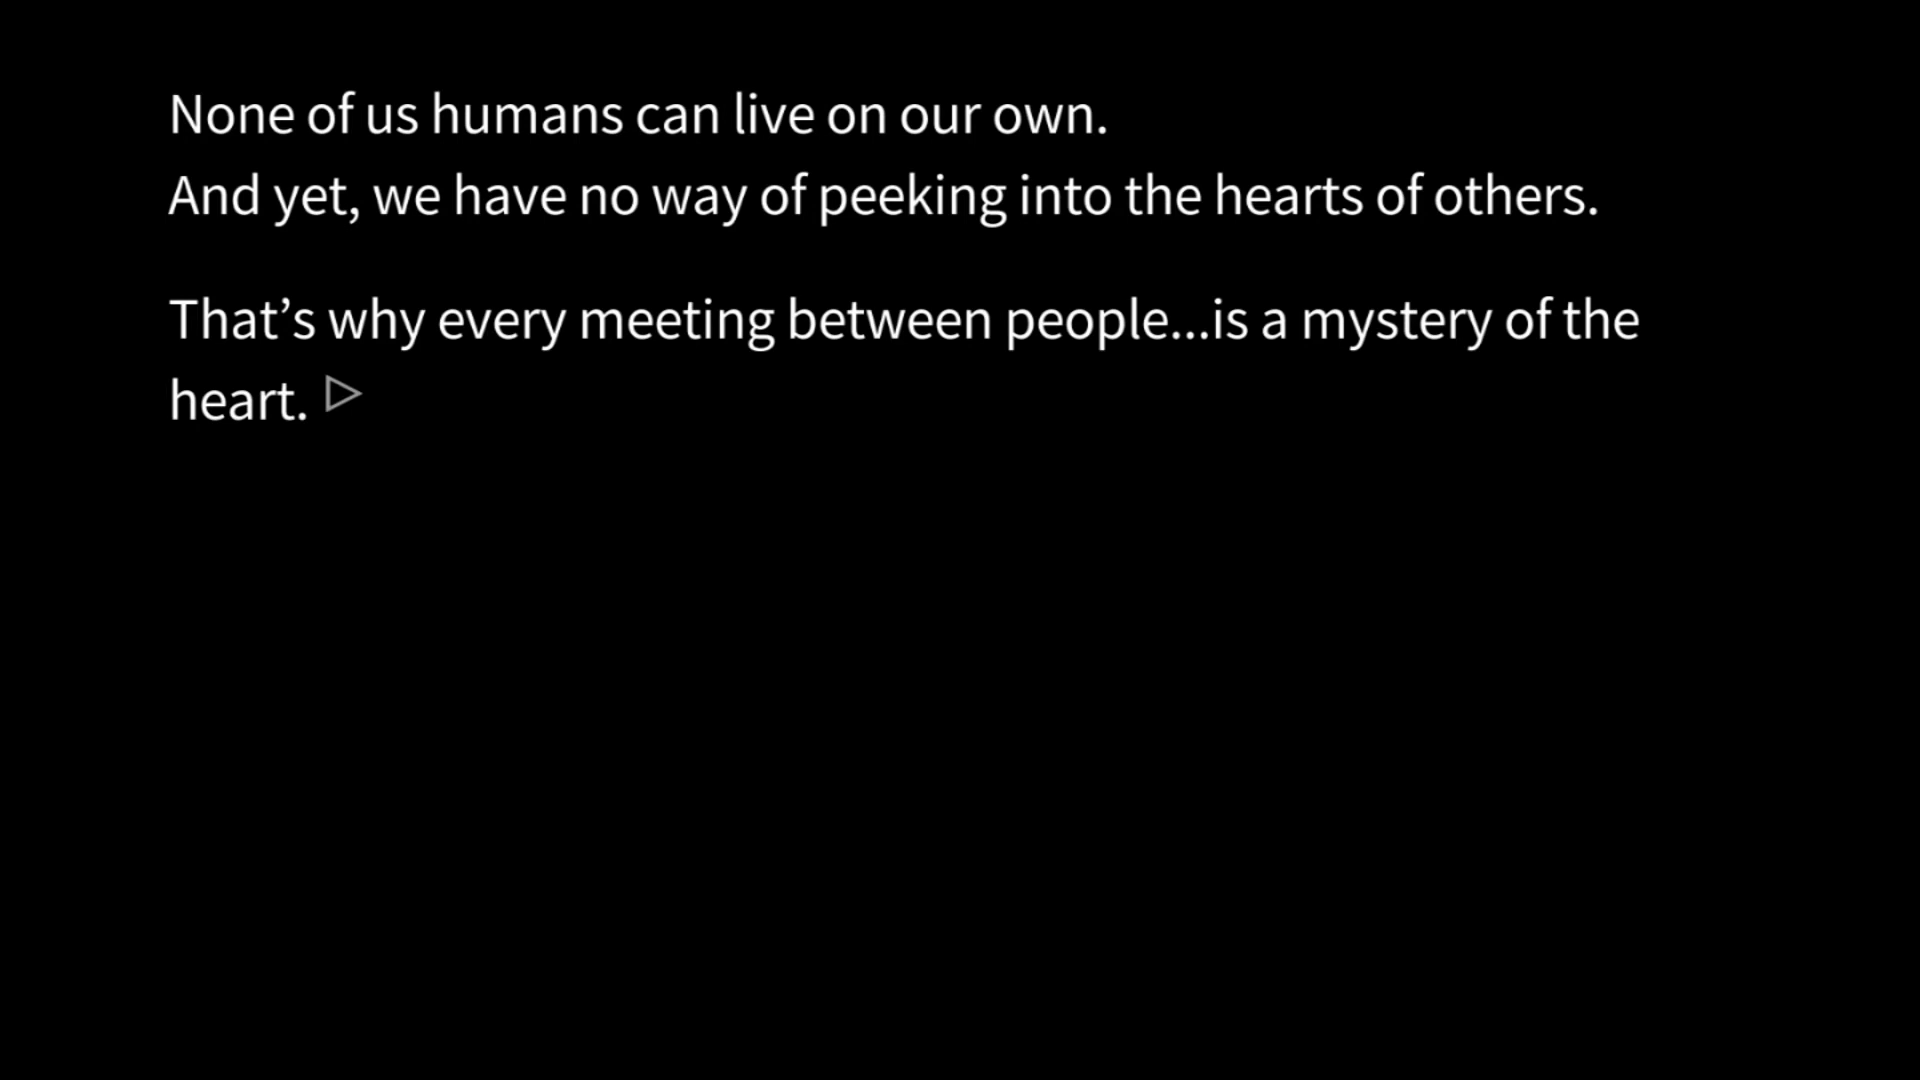 None of us humans can live on our own.
And yet, we have no way of peeking into the hearts of others.
That’s why every meeting between people...is a mystery of the
heart.